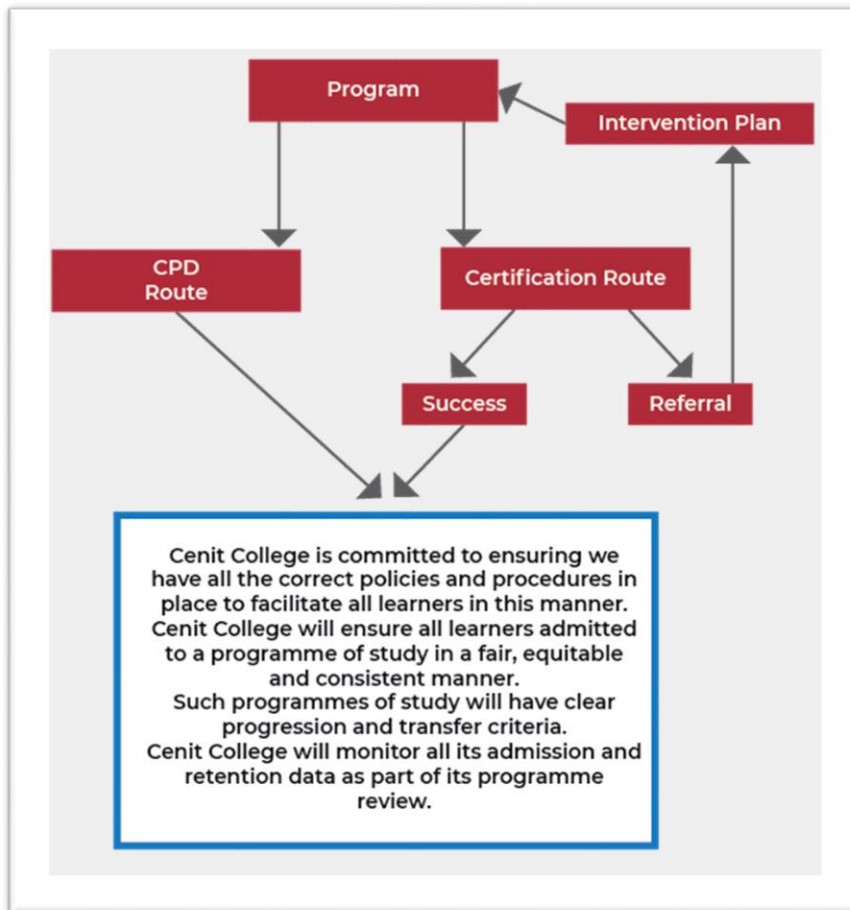 Program
Intervention Plan
CPD
Route
Certification Route
Success
Referral
Cenit College is committed to ensuring we
have all the correct policies and procedures in
place to facilitate all learners in this manner.
Cenit College will ensure all learners admitted
to a programme of study in a fair, equitable
and consistent manner.
Such programmes of study will have clear
progression and transfer criteria.
Cenit College will monitor all its admission and
retention data as part of its programme
review.